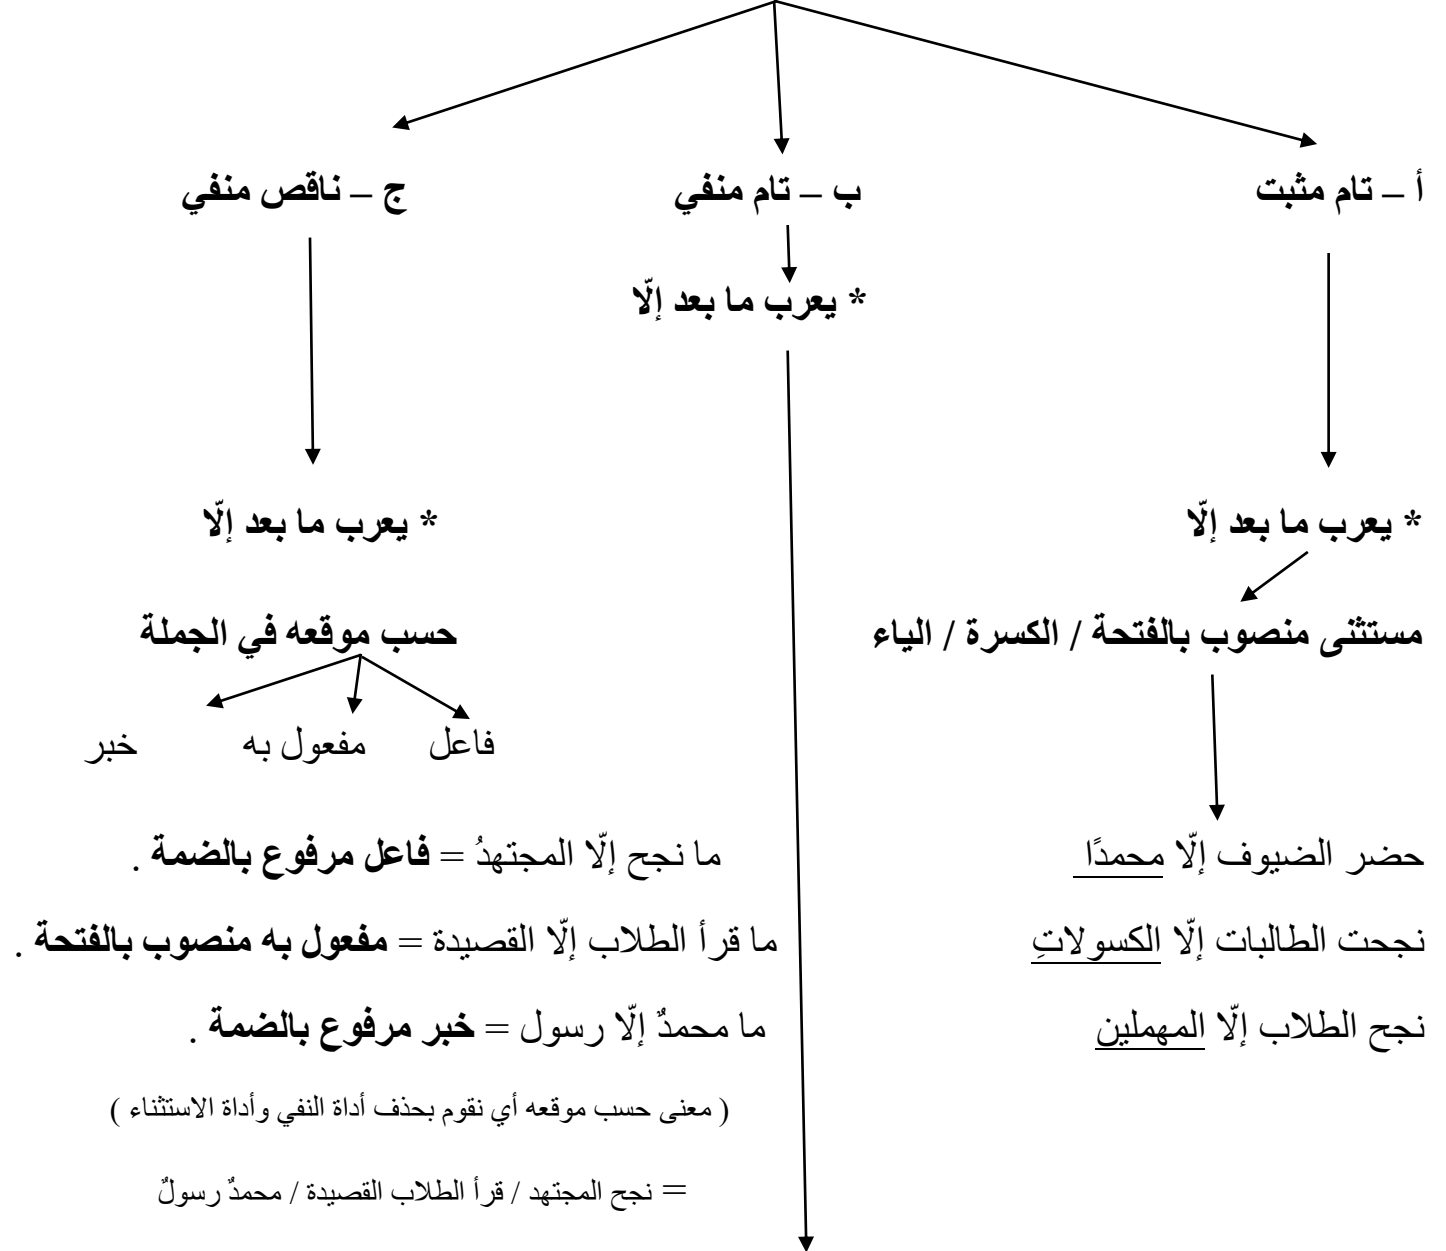 أ – تام مثبت
ب – تام منفي
ج – ناقص منفي
* يعرب ما بعد إلّا
* يعرب ما بعد إلّا
* يعرب ما بعد إلّا
مستثنى منصوب بالفتحة / الكسرة / الياء
حسب موقعه في الجملة
فاعل مفعول به خبر
حضر الضيوف إلّا محمدًا
ما نجح إلّا المجتهدُ = فاعل مرفوع بالضمة .
نجحت الطالبات إلّا الكسولاتِ
ما قرأ الطلاب إلّا القصيدة = مفعول به منصوب بالفتحة .
نجح الطلاب إلّا المهملين
ما محمدٌ إلّا رسول = خبر مرفوع بالضمة .
( معنى حسب موقعه أي نقوم بحذف أداة النفي وأداة الاستثناء )
= نجح المجتهد / قرأ الطلاب القصيدة / محمدٌ رسولٌ